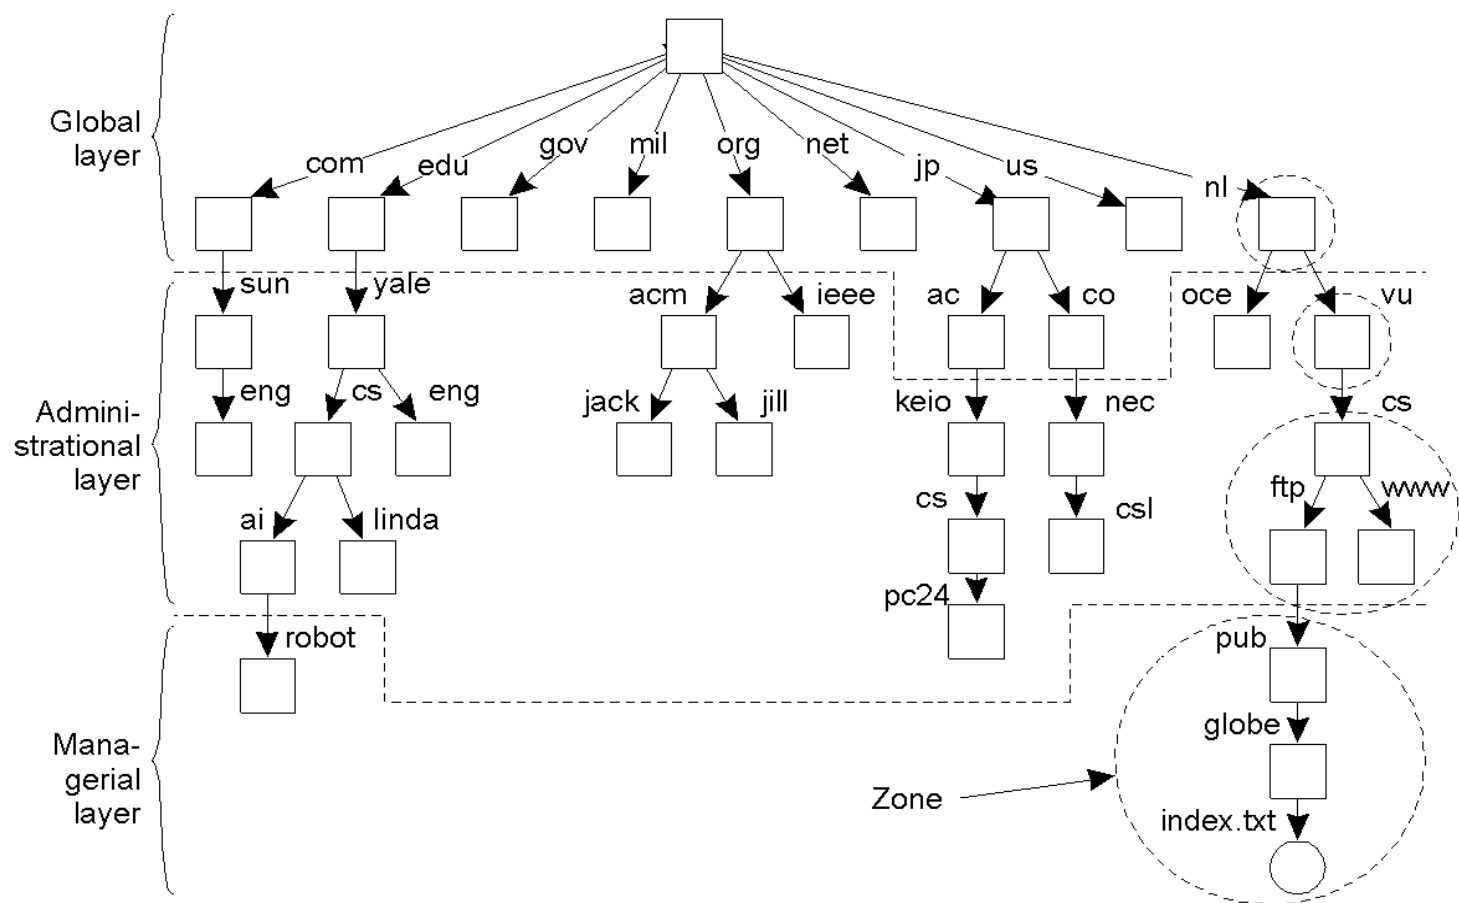 Global
layer
com
edu
gov
mil
org
net
jp
us
nl
sun
yale
acm
ieee
ac
co
oce
vu
Admini-
strational
layer
eng
cs
eng
jack
jill
keio
nec
cs
ai
linda
cs
csl
ftp
www
pc24
robot
pub
Mana-
gerial
layer
globe
Zone
index.txt